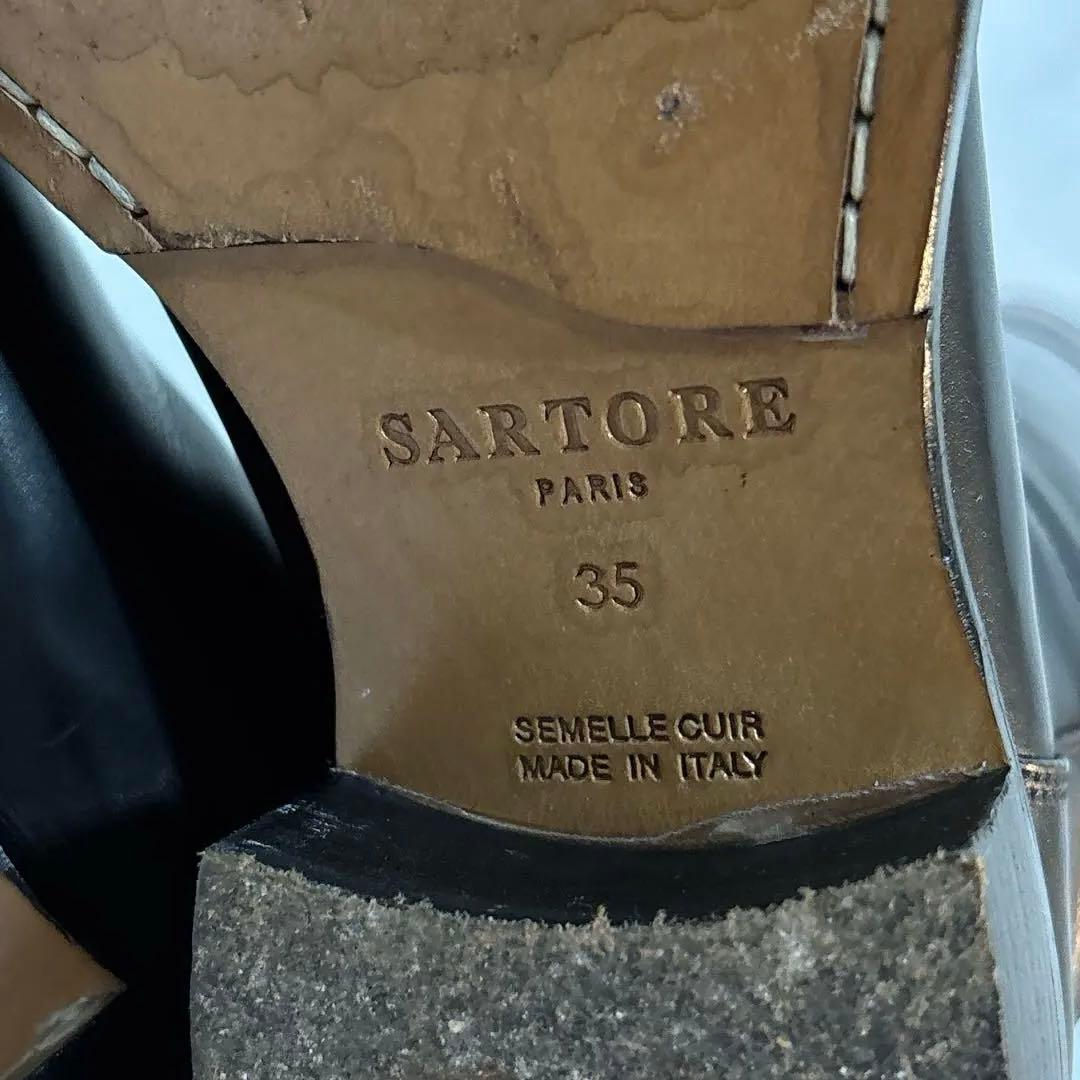 SARTORE
PARIS
35
SEMELLE CUIR
MADE IN ITALY